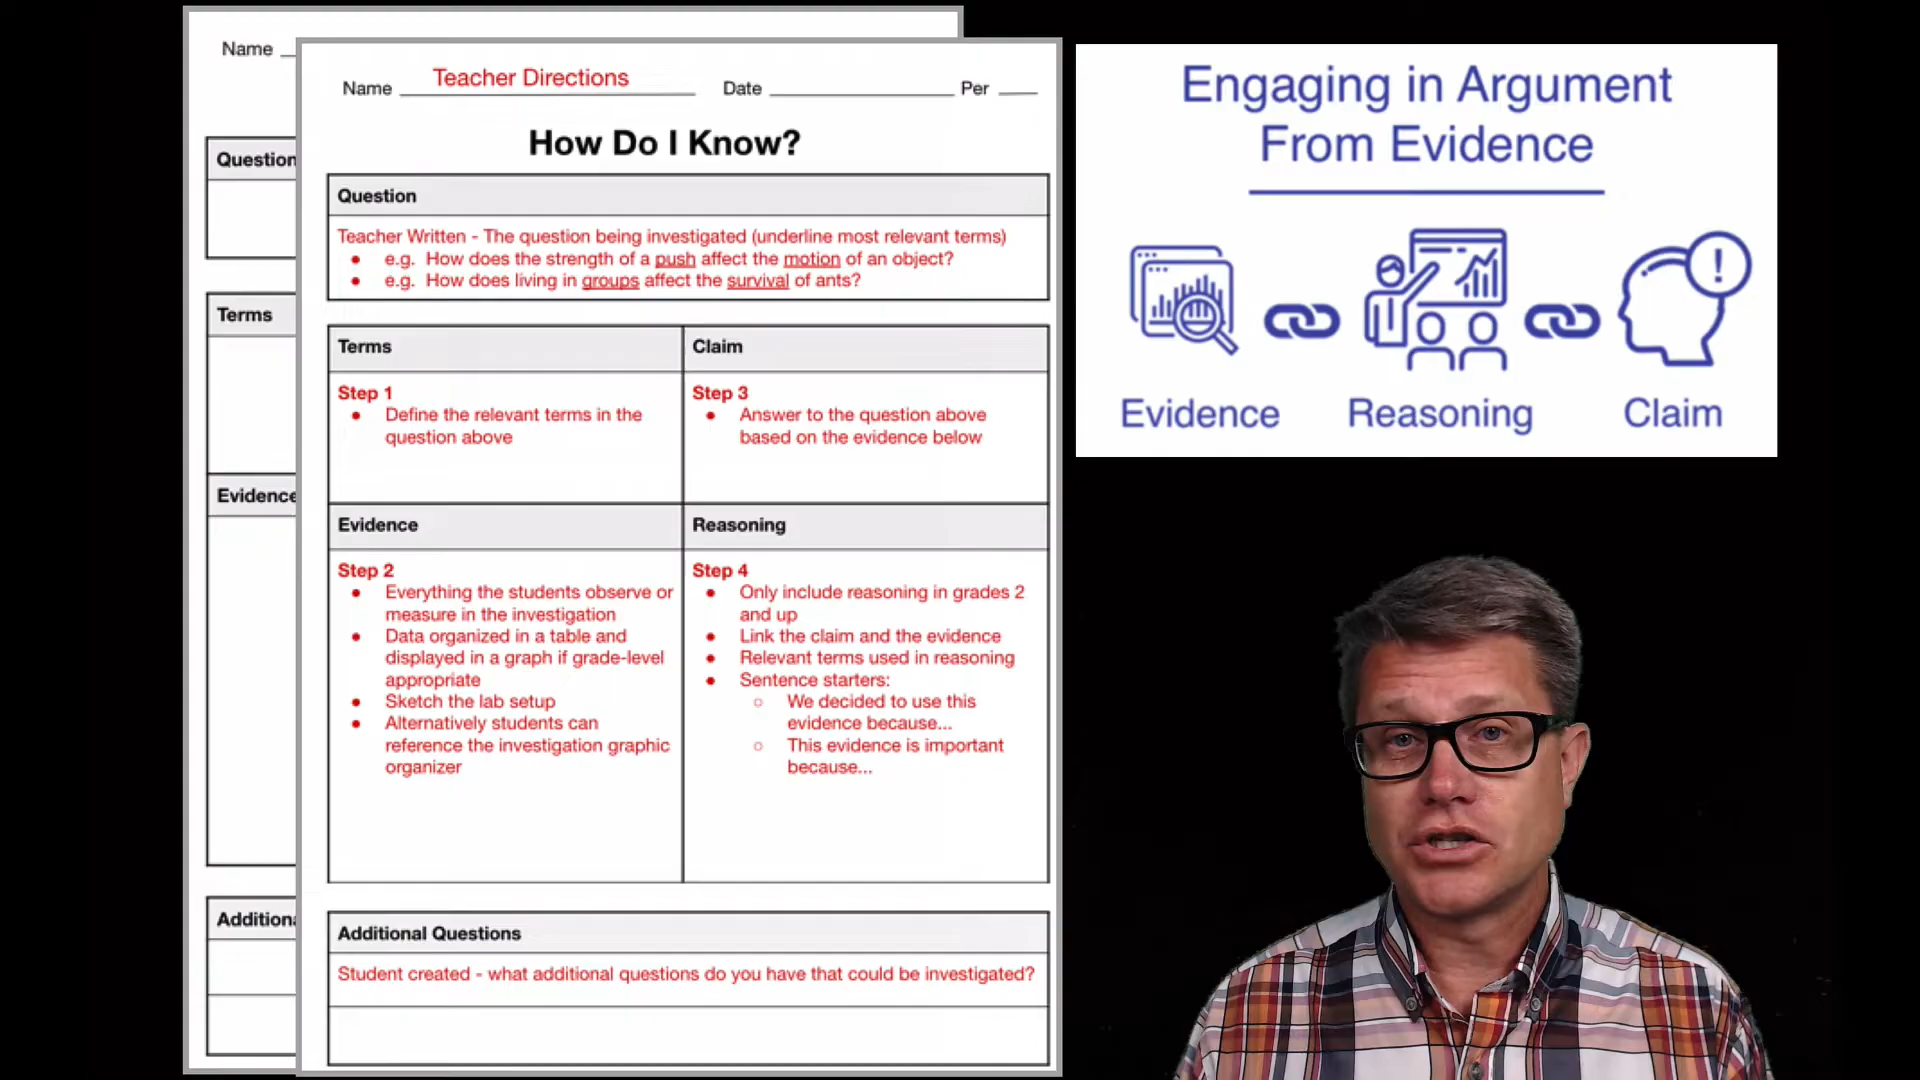 Name
Question
Terms
Evidence
Name Teacher Directions Date Per
How Do I Know?
Question
Teacher Written - The question being investigated (underline most relevant terms)
● e.g. How does the strength of a push affect the motion of an object?
● e.g. How does living in groups affect the survival of ants?
Terms
Claim
Step 1
● Define the relevant terms in the
question above
Step 3
● Answer to the question above
based on the evidence below
Evidence
Reasoning
Step 2
● Everything the students observe or
measure in the investigation
● Data organized in a table and
displayed in a graph if grade-level
appropriate
● Sketch the lab setup
● Alternatively students can
reference the investigation graphic
organizer
Step 4
● Only include reasoning in grades 2
and up
● Link the claim and the evidence
● Relevant terms used in reasoning
● Sentence starters:
○ We decided to use this
evidence because...
○ This evidence is important
because...
Additional Questions
Student created - what additional questions do you have that could be investigated?
Engaging in Argument
From Evidence
Evidence
Reasoning
Claim